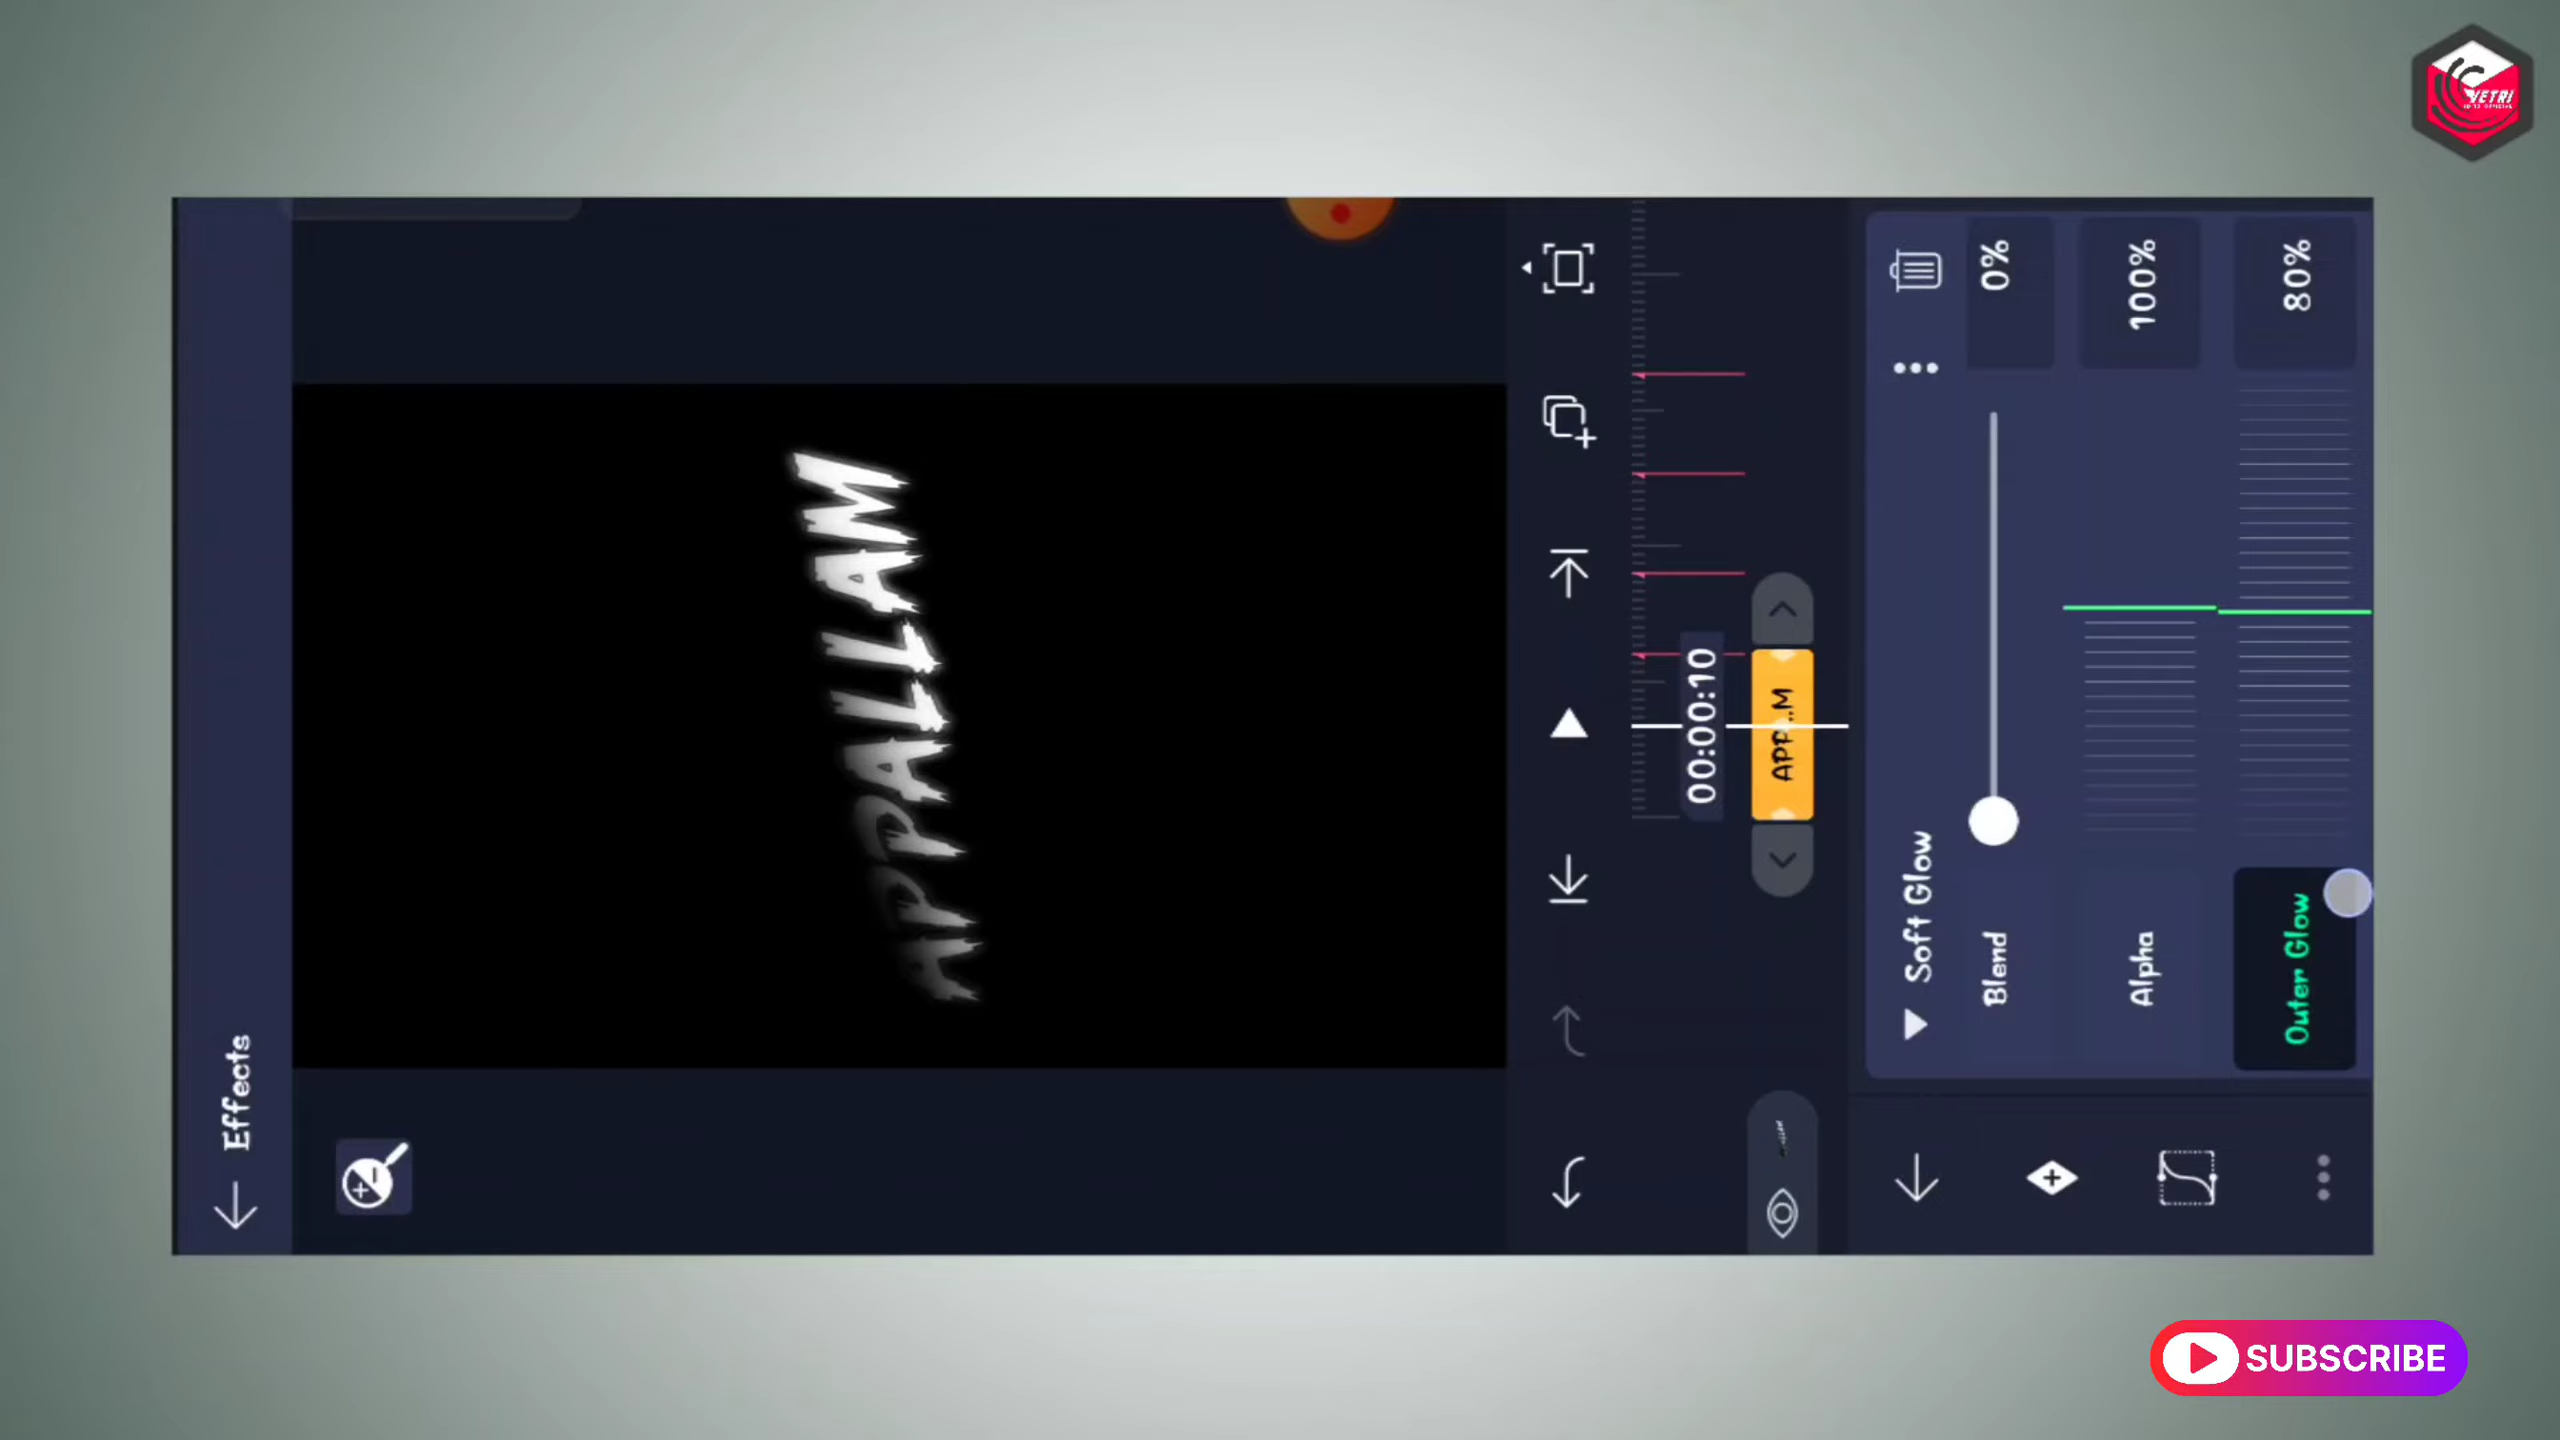 Effects
APPALLAM
00:00:10
APP...M
Soft Glow
Blend
0%
Alpha
100%
Outer Glow
80%
VETRI
SUBSCRIBE